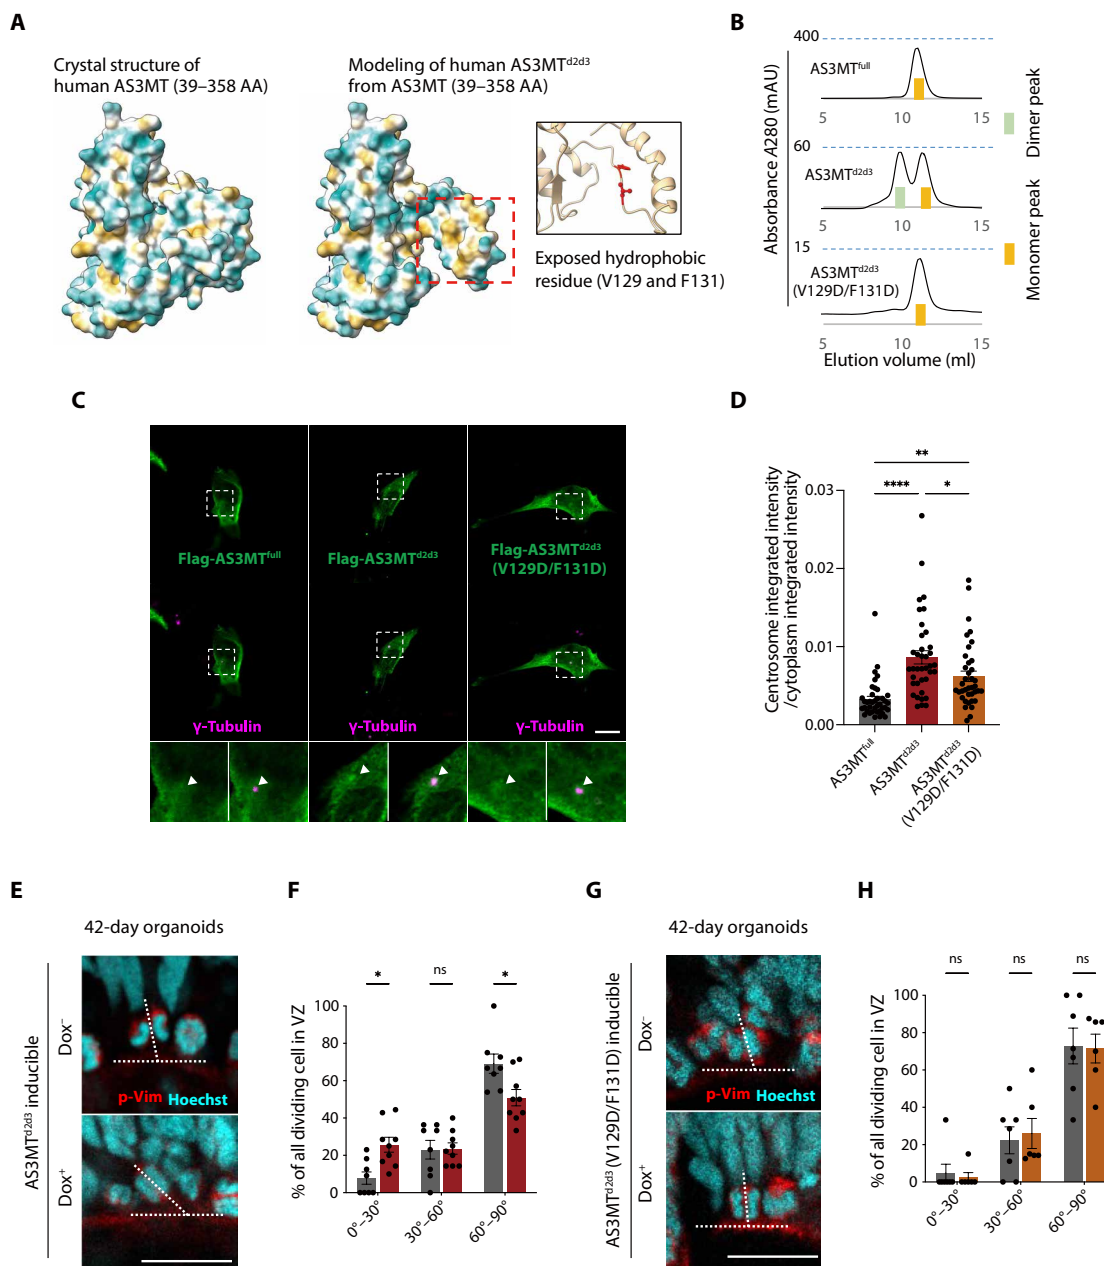 A
Crystal structure of
human AS3MT (39–358 AA)
Modeling of human AS3MTd2d3
from AS3MT (39–358 AA)
Exposed hydrophobic
residue (V129 and F131)
B
Absorbance A280 (mAU)
400
AS3MTfull
5 10 15
60
AS3MTd2d3
5 10 15
15
AS3MTd2d3
(V129D/F131D)
5 10 15
Elution volume (ml)
Dimer peak
Monomer peak
C
Flag-AS3MTfull
Flag-AS3MTd2d3
Flag-AS3MTd2d3
(V129D/F131D)
γ-Tubulin
γ-Tubulin
γ-Tubulin
D
Centrosome integrated intensity
/cytoplasm integrated intensity
**
**** *
0.03
0.02
0.01
0.00
AS3MTfull
AS3MTd2d3
AS3MTd2d3
(V129D/F131D)
E
42-day organoids
AS3MTd2d3 inducible
Dox−
p-Vim Hoechst
Dox+
F
% of all dividing cell in VZ
* ns *
100
80
60
40
20
0
0°–30°
30°–60°
60°–90°
G
42-day organoids
AS3MTd2d3 (V129D/F131D) inducible
Dox−
p-Vim Hoechst
Dox+
H
% of all dividing cell in VZ
ns ns ns
100
80
60
40
20
0
0°–30°
30°–60°
60°–90°